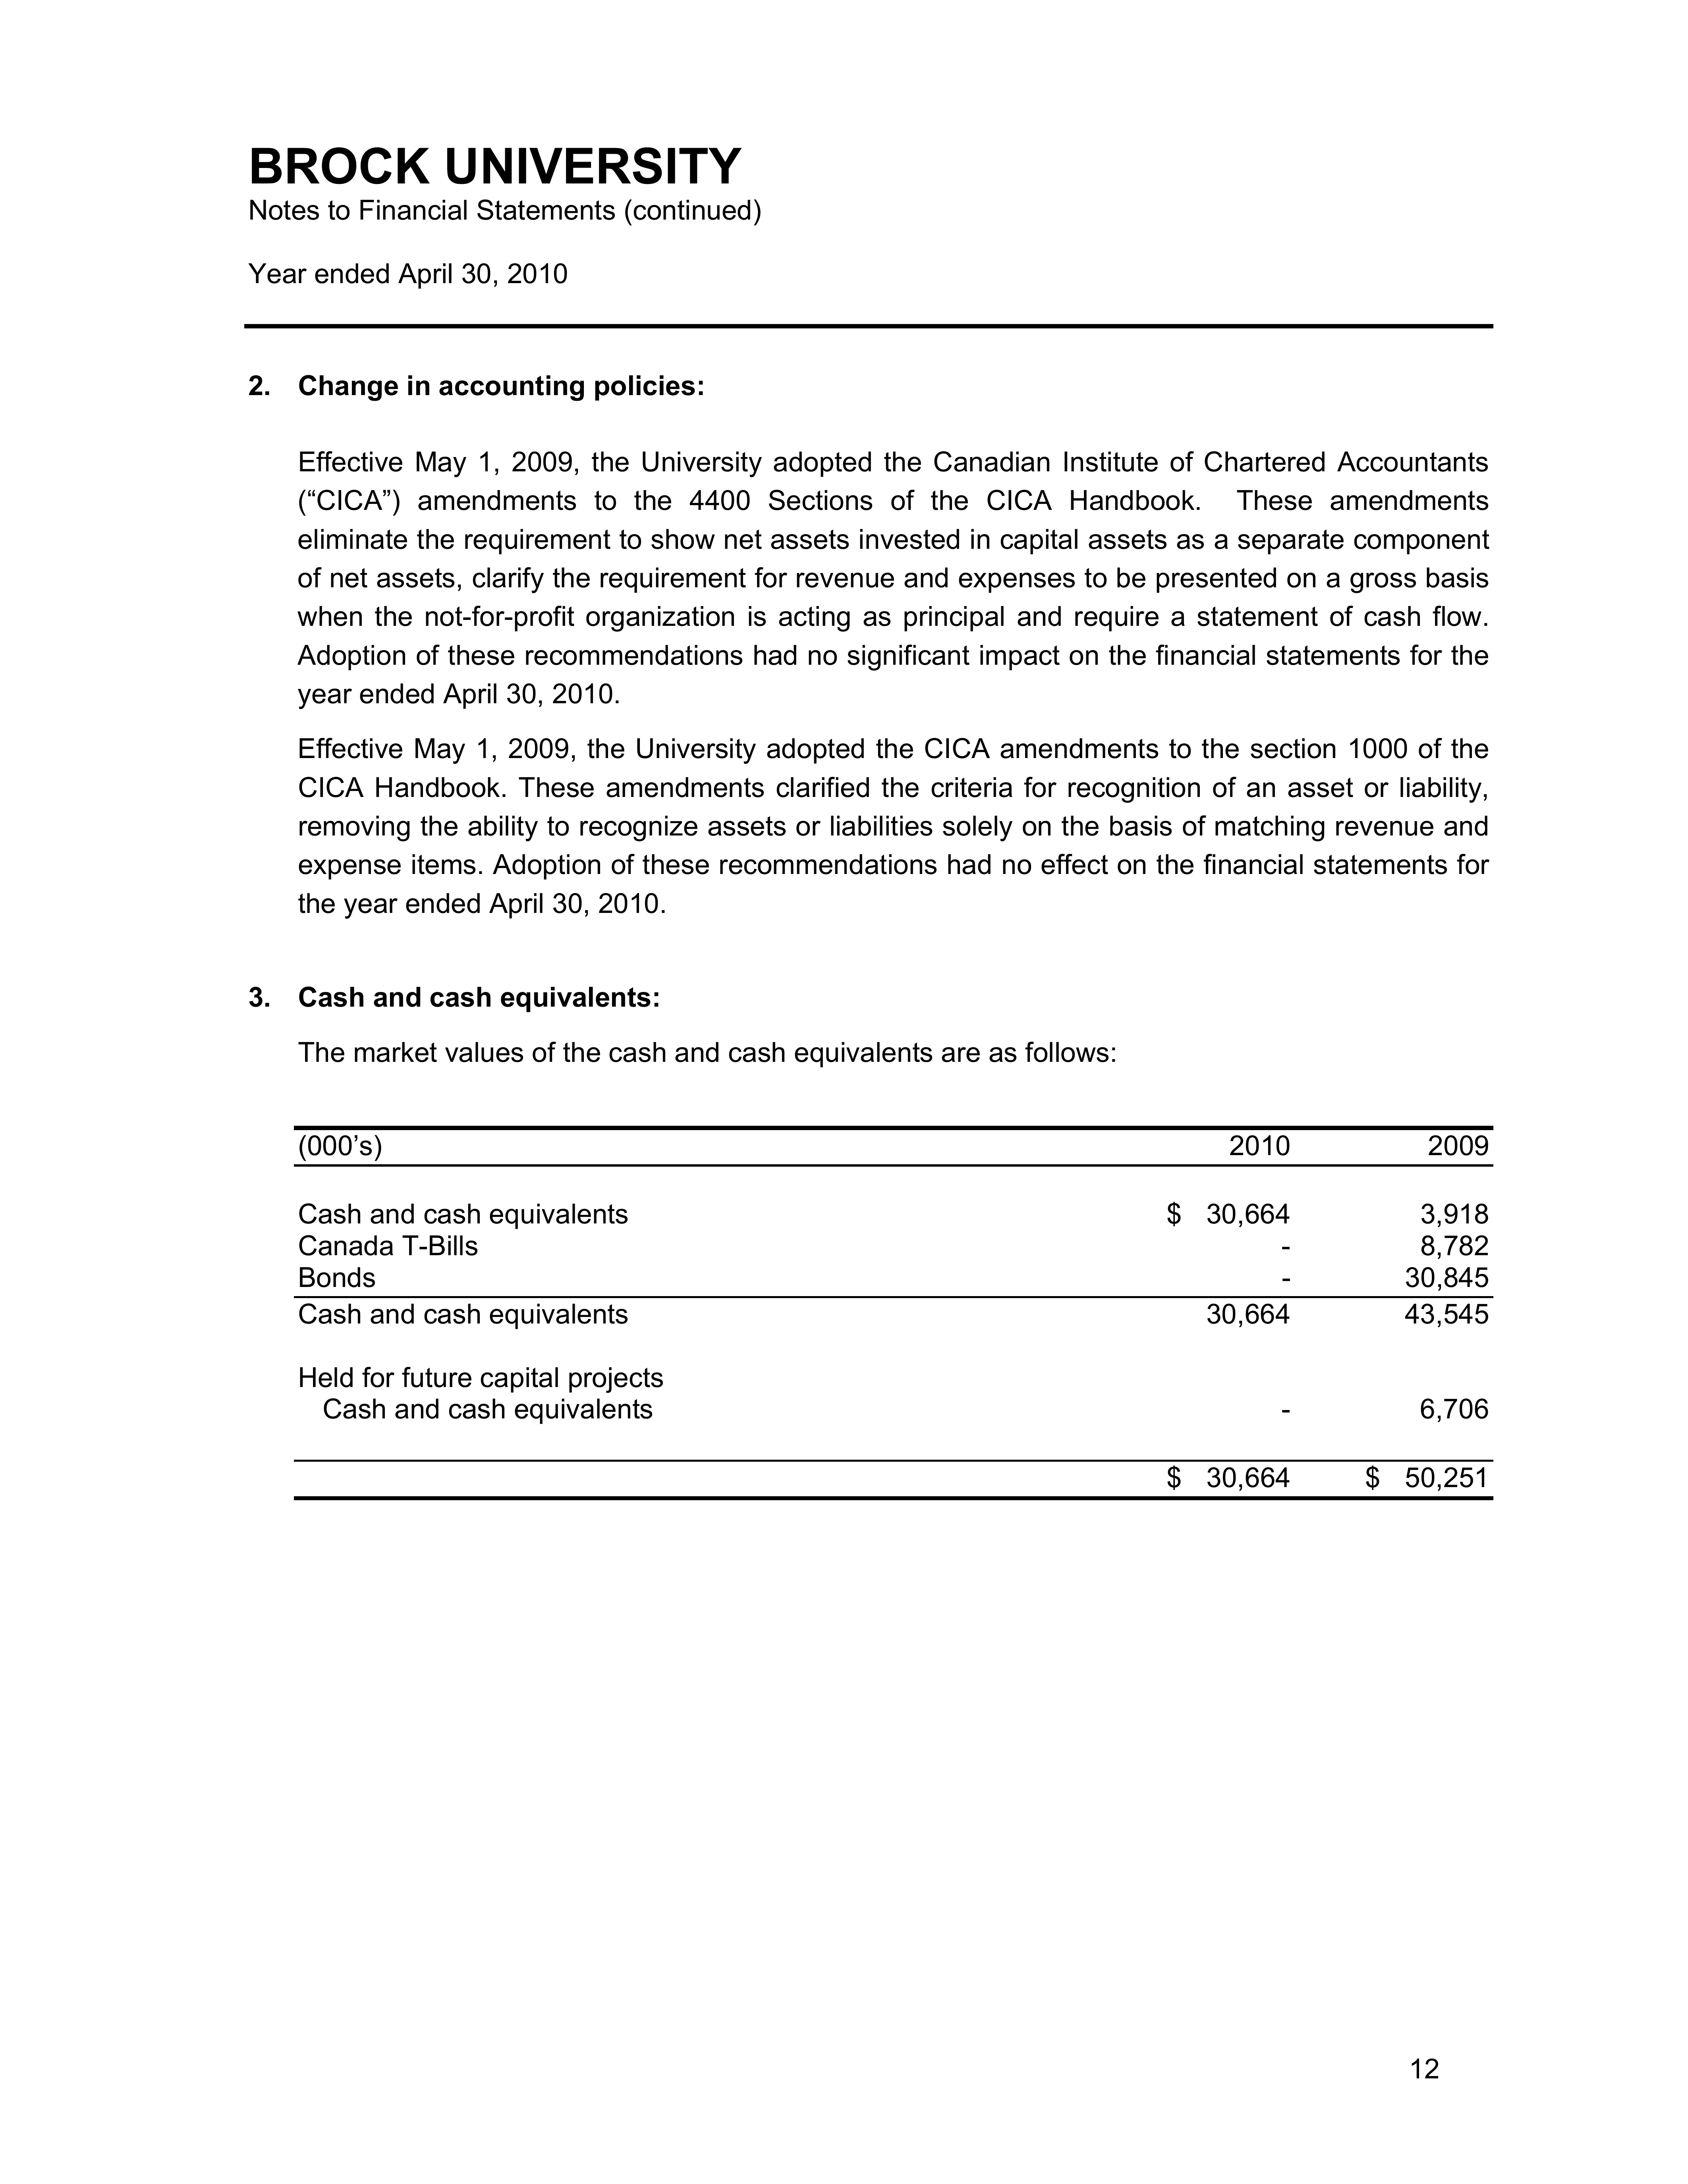 BROCK UNIVERSITY
Notes to Financial Statements (continued)
Year ended April 30, 2010
2. Change in accounting policies:
Effective May 1, 2009, the University adopted the Canadian Institute of Chartered Accountants
(“CICA”) amendments to the 4400 Sections of the CICA Handbook. These amendments
eliminate the requirement to show net assets invested in capital assets as a separate component
of net assets, clarify the requirement for revenue and expenses to be presented on a gross basis
when the not-for-profit organization is acting as principal and require a statement of cash flow.
Adoption of these recommendations had no significant impact on the financial statements for the
year ended April 30, 2010.
Effective May 1, 2009, the University adopted the CICA amendments to the section 1000 of the
CICA Handbook. These amendments clarified the criteria for recognition of an asset or liability,
removing the ability to recognize assets or liabilities solely on the basis of matching revenue and
expense items. Adoption of these recommendations had no effect on the financial statements for
the year ended April 30, 2010.
3. Cash and cash equivalents:
The market values of the cash and cash equivalents are as follows:
(000’s) 2010 2009
Cash and cash equivalents $ 30,664 3,918
Canada T-Bills - 8,782
Bonds - 30,845
Cash and cash equivalents 30,664 43,545
Held for future capital projects
Cash and cash equivalents - 6,706
$ 30,664 $ 50,251
12